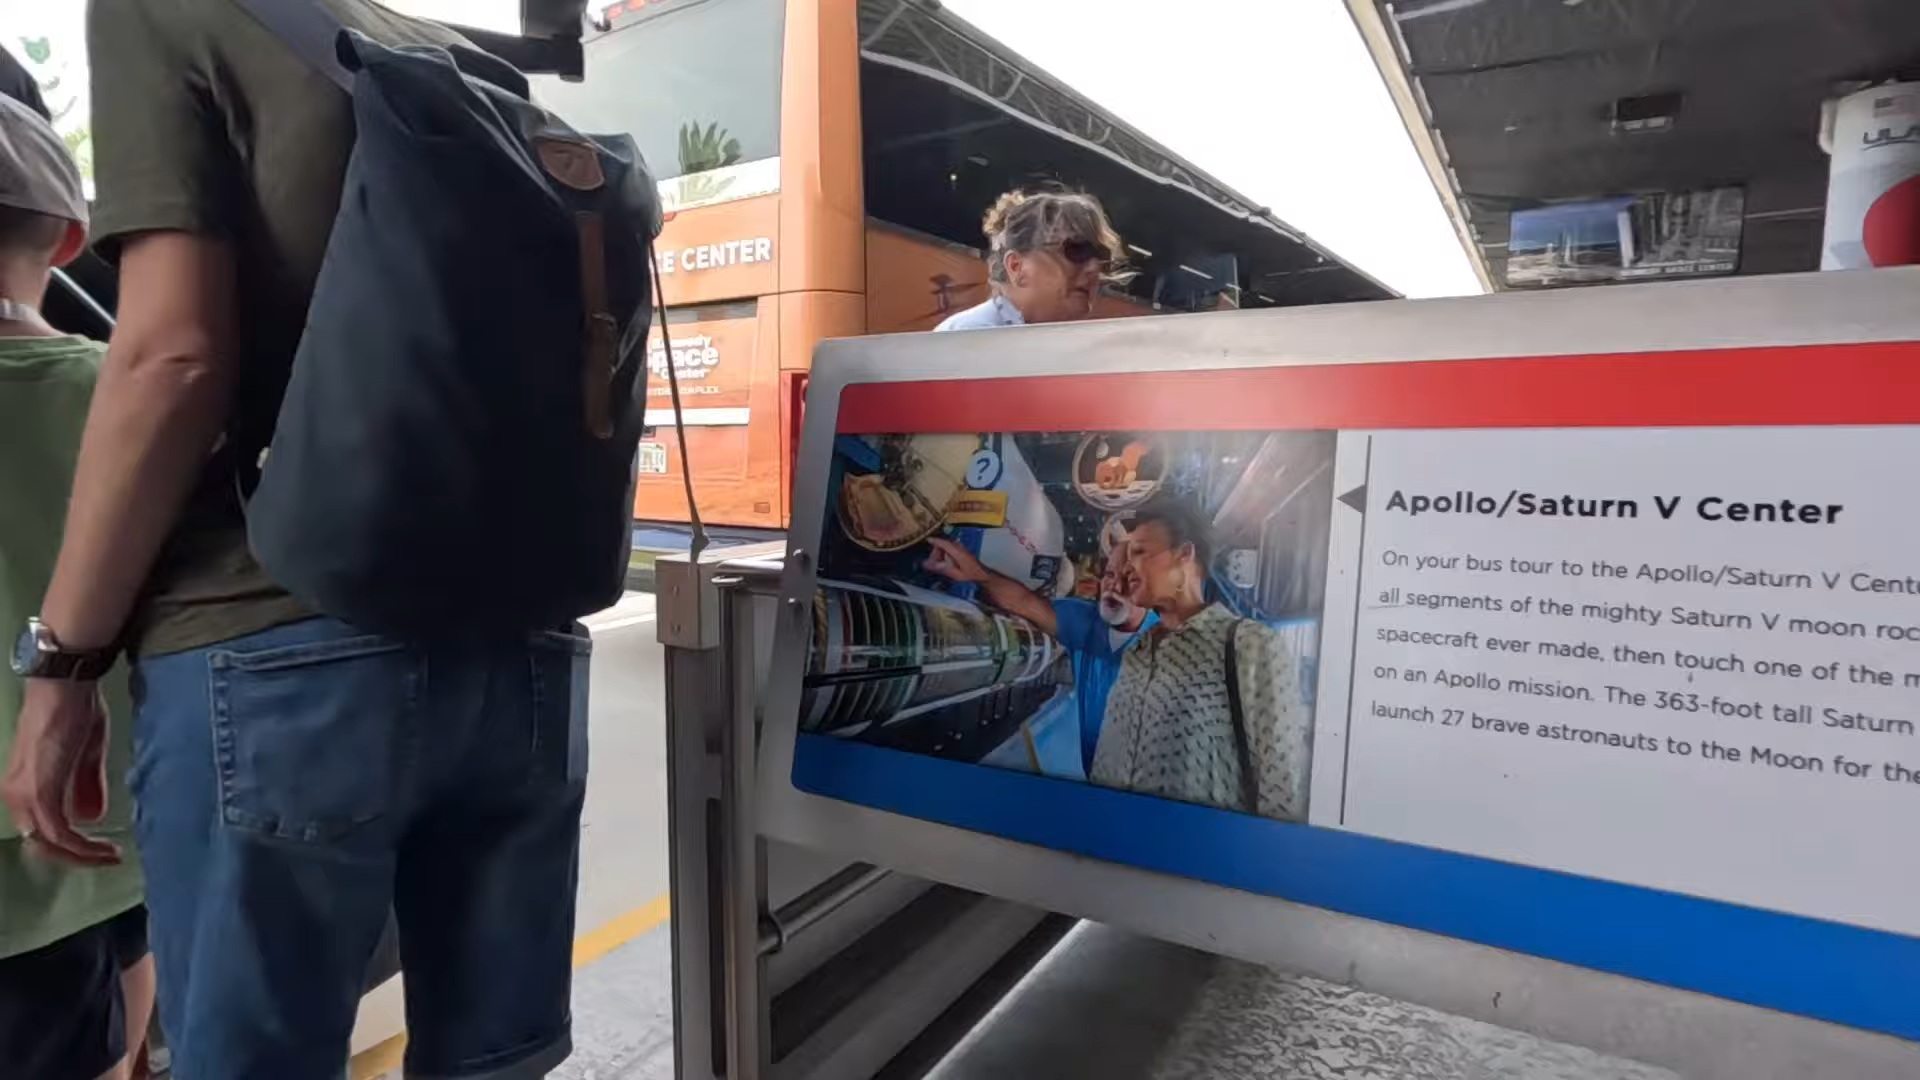 CE CENTER
Space
Center
?
Apollo/Saturn V Center
On your bus tour to the Apollo/Saturn V Cente
all segments of the mighty Saturn V moon roc
spacecraft ever made, then touch one of the m
on an Apollo mission. The 363-foot tall Saturn
launch 27 brave astronauts to the Moon for the